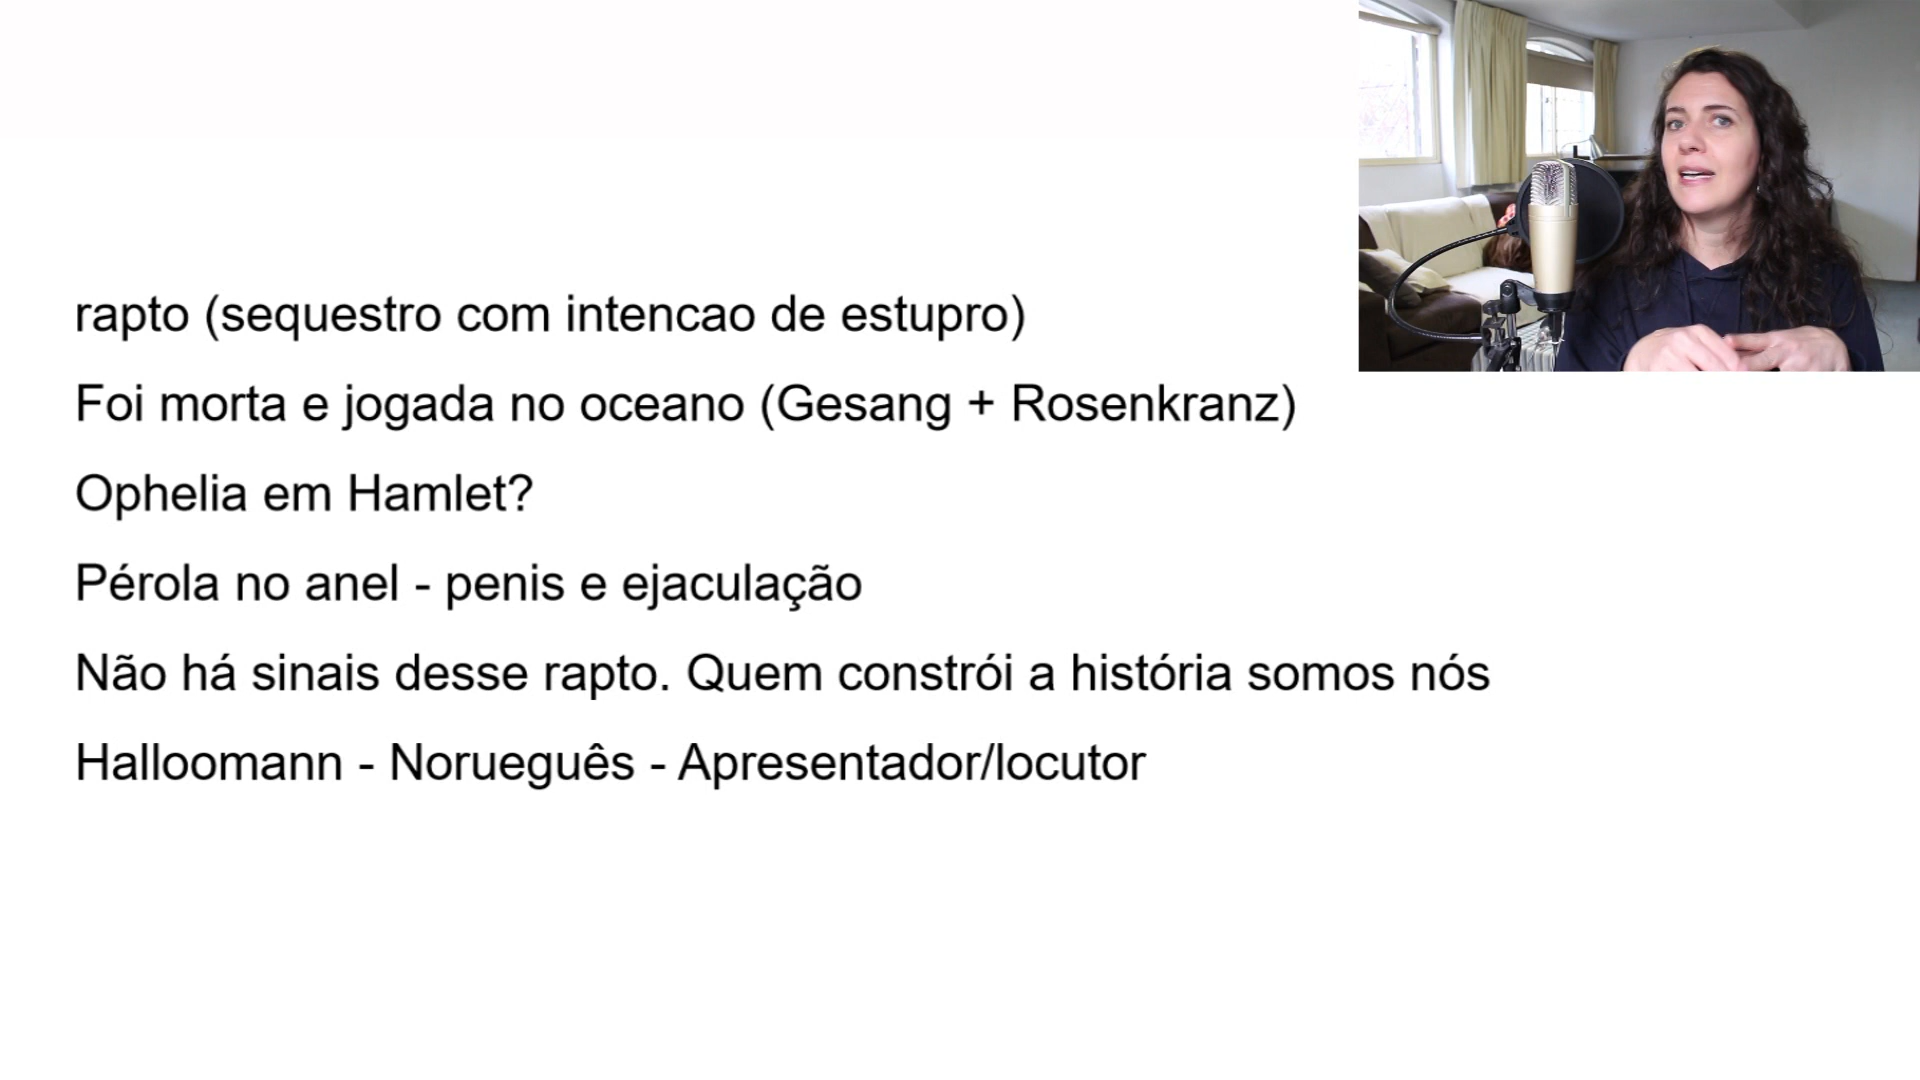 rapto (sequestro com intencao de estupro)
Foi morta e jogada no oceano (Gesang + Rosenkranz)
Ophelia em Hamlet?
Pérola no anel - penis e ejaculação
Não há sinais desse rapto. Quem constrói a história somos nós
Halloomann - Norueguês - Apresentador/locutor